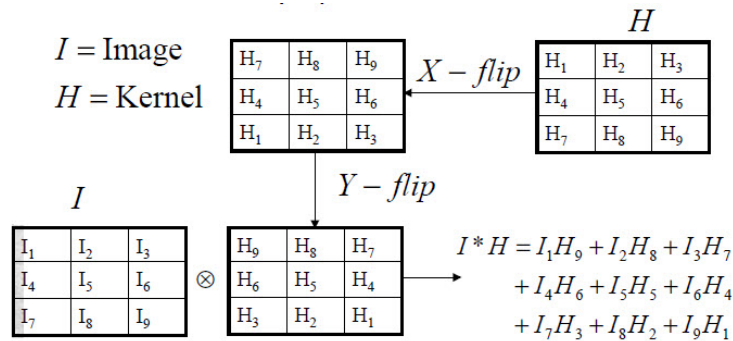 I = Image
H = Kernel
H₇ H₈ H₉
H₄ H₅ H₆
H₁ H₂ H₃
X − flip
H
H₁ H₂ H₃
H₄ H₅ H₆
H₇ H₈ H₉
Y − flip
I
I₁ I₂ I₃
I₄ I₅ I₆
I₇ I₈ I₉
⊗
H₉ H₈ H₇
H₆ H₅ H₄
H₃ H₂ H₁
I * H = I₁H₉ + I₂H₈ + I₃H₇
+ I₄H₆ + I₅H₅ + I₆H₄
+ I₇H₃ + I₈H₂ + I₉H₁